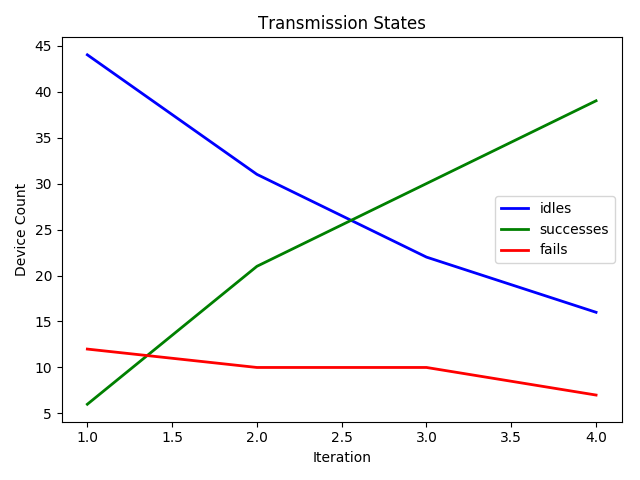 Transmission States
45
40
35
30
25
20
15
10
5
Device Count
idles
successes
fails
1.0 1.5 2.0 2.5 3.0 3.5 4.0
Iteration